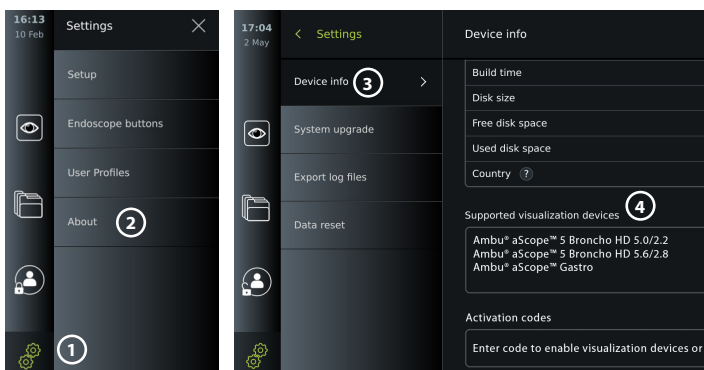 16:13
10 Feb
Settings
Setup
Endoscope buttons
User Profiles
About
2
1
17:04
2 May
Settings
Device info
3
System upgrade
Export log files
Data reset
Device info
Build time
Disk size
Free disk space
Used disk space
Country ?
Supported visualization devices
4
Ambu® aScope™ 5 Broncho HD 5.0/2.2
Ambu® aScope™ 5 Broncho HD 5.6/2.8
Ambu® aScope™ Gastro
Activation codes
Enter code to enable visualization devices or